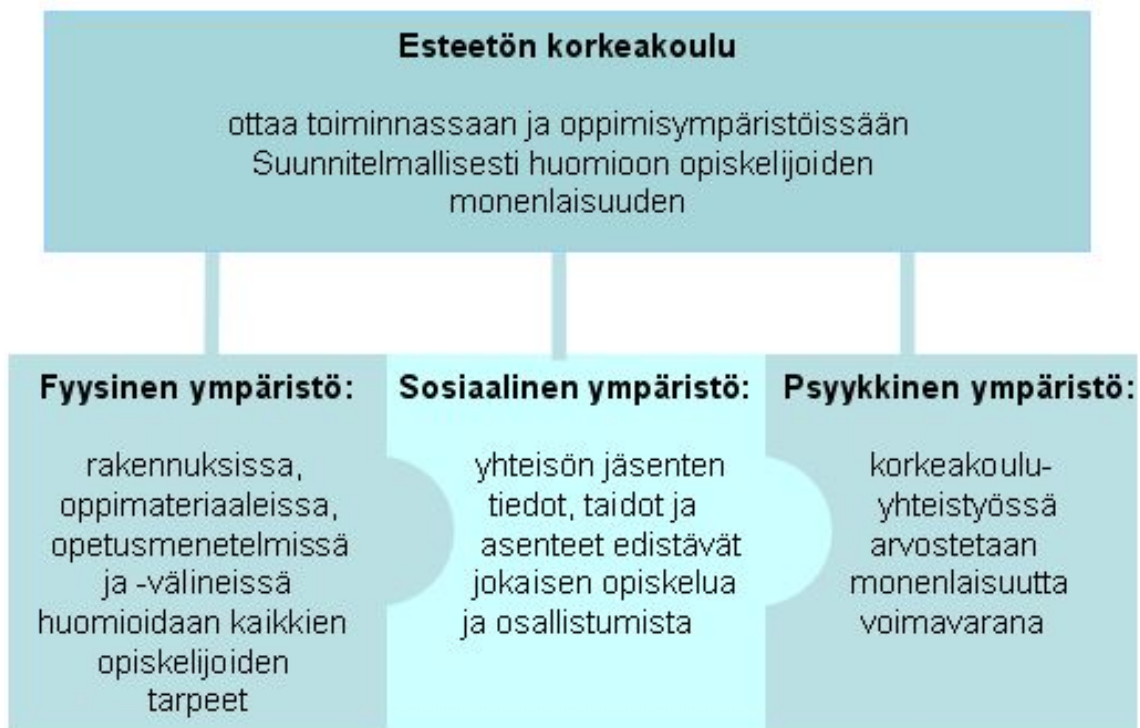 Esteetön korkeakoulu
ottaa toiminnassaan ja oppimisympäristöissään
Suunnitelmallisesti huomioon opiskelijoiden
monenlaisuuden
Fyysinen ympäristö:
rakennuksissa,
oppimateriaaleissa,
opetusmenetelmissä
ja -välineissä
huomioidaan kaikkien
opiskelijoiden
tarpeet
Sosiaalinen ympäristö:
yhteisön jäsenten
tiedot, taidot ja
asenteet edistävät
jokaisen opiskelua
ja osallistumista
Psyykkinen ympäristö:
korkeakoulu-
yhteistyössä
arvostetaan
monenlaisuutta
voimavarana